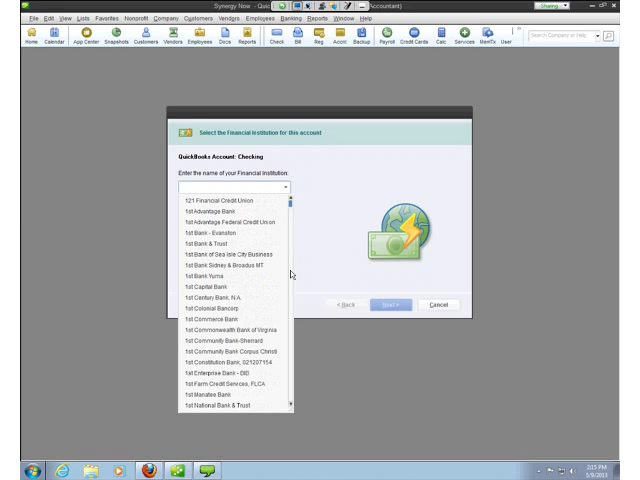 Synergy Now - Quic
Accountant)
Sharing
File Edit View Lists Favorites Nonprofit Company Customers Vendors Employees Banking Reports Window Help
Home Calendar App Center Snapshots Customers Vendors Employees Docs Reports Check Bill Reg Accnt Backup Payroll Credit Cards Calc Services MemTx User
Search Company or Help
Select the Financial Institution for this account
QuickBooks Account: Checking
Enter the name of your Financial Institution:
121 Financial Credit Union
1st Advantage Bank
1st Advantage Federal Credit Union
1st Bank - Evanston
1st Bank & Trust
1st Bank of Sea Isle City Business
1st Bank Sidney & Broadus MT
1st Bank Yuma
1st Capital Bank
1st Century Bank, N.A.
1st Colonial Bancorp
1st Commerce Bank
1st Commonwealth Bank of Virginia
1st Community Bank-Sherrard
1st Community Bank Corpus Christi
1st Constitution Bank, 021207154
1st Enterprise Bank - BIB
1st Farm Credit Services, FLCA
1st Manatee Bank
1st National Bank & Trust
< Back Next > Cancel
2:03 PM
5/9/2013